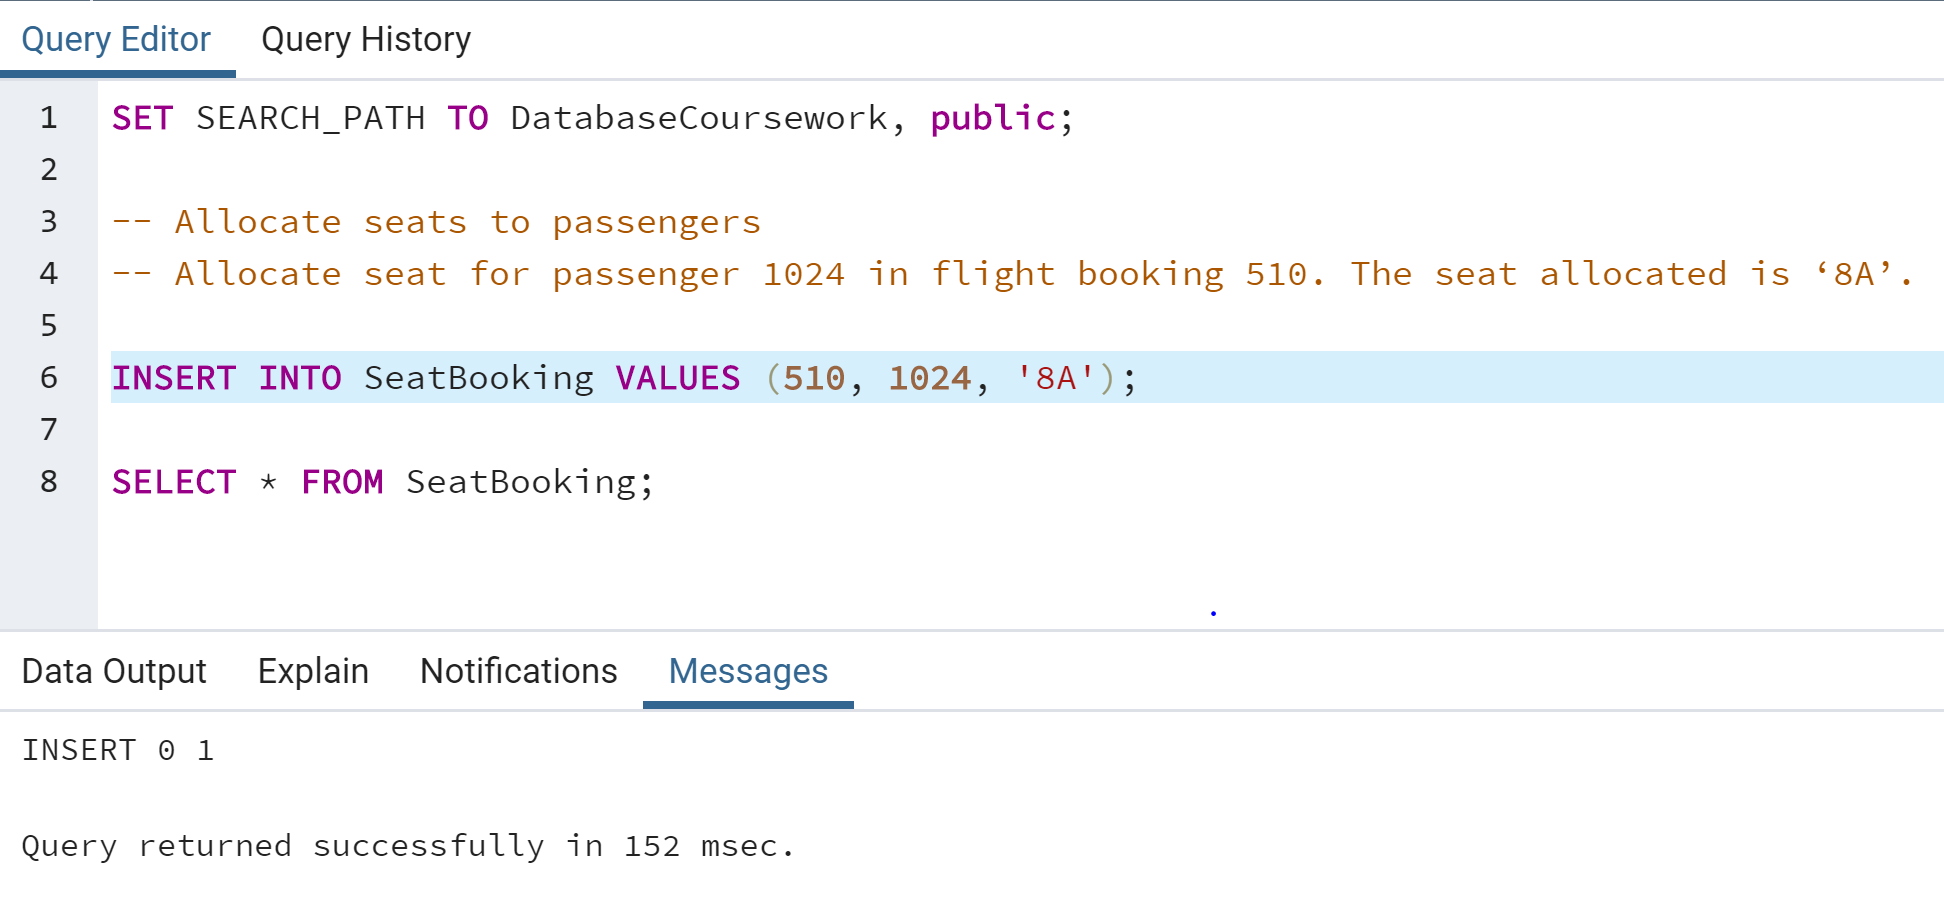 Query Editor Query History
1 SET SEARCH_PATH TO DatabaseCoursework, public;
2
3 -- Allocate seats to passengers
4 -- Allocate seat for passenger 1024 in flight booking 510. The seat allocated is ‘8A’.
5
6 INSERT INTO SeatBooking VALUES (510, 1024, '8A');
7
8 SELECT * FROM SeatBooking;
Data Output Explain Notifications Messages
INSERT 0 1
Query returned successfully in 152 msec.